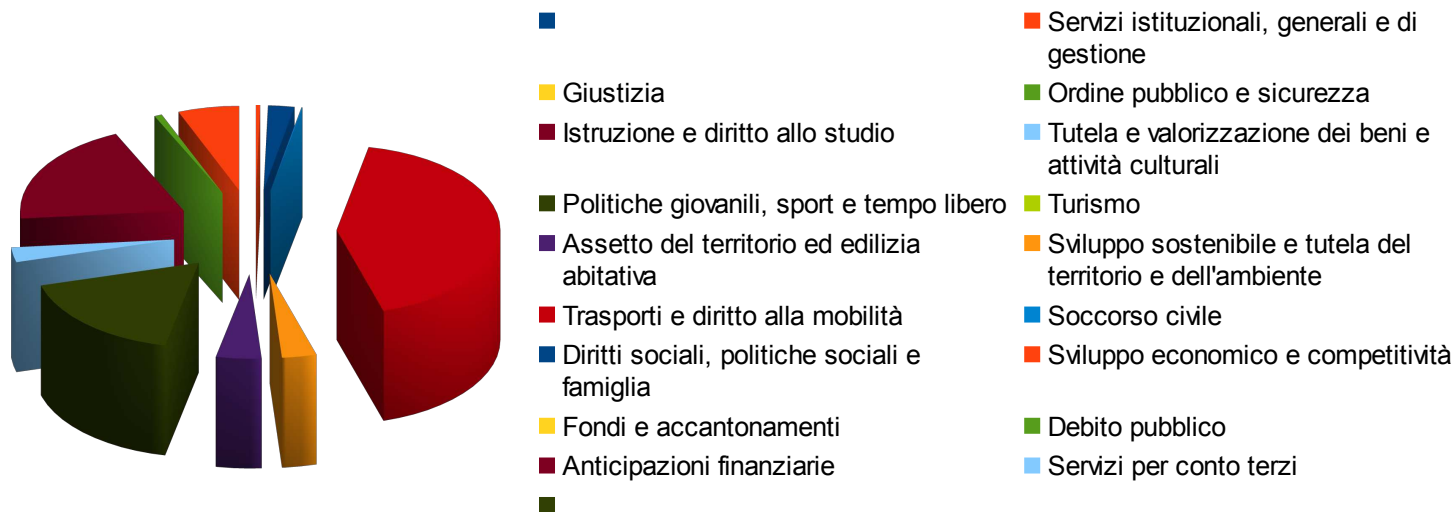 Servizi istituzionali, generali e di
gestione
Giustizia
Ordine pubblico e sicurezza
Istruzione e diritto allo studio
Tutela e valorizzazione dei beni e
attività culturali
Politiche giovanili, sport e tempo libero
Turismo
Assetto del territorio ed edilizia
abitativa
Sviluppo sostenibile e tutela del
territorio e dell'ambiente
Trasporti e diritto alla mobilità
Soccorso civile
Diritti sociali, politiche sociali e
famiglia
Sviluppo economico e competitività
Fondi e accantonamenti
Debito pubblico
Anticipazioni finanziarie
Servizi per conto terzi